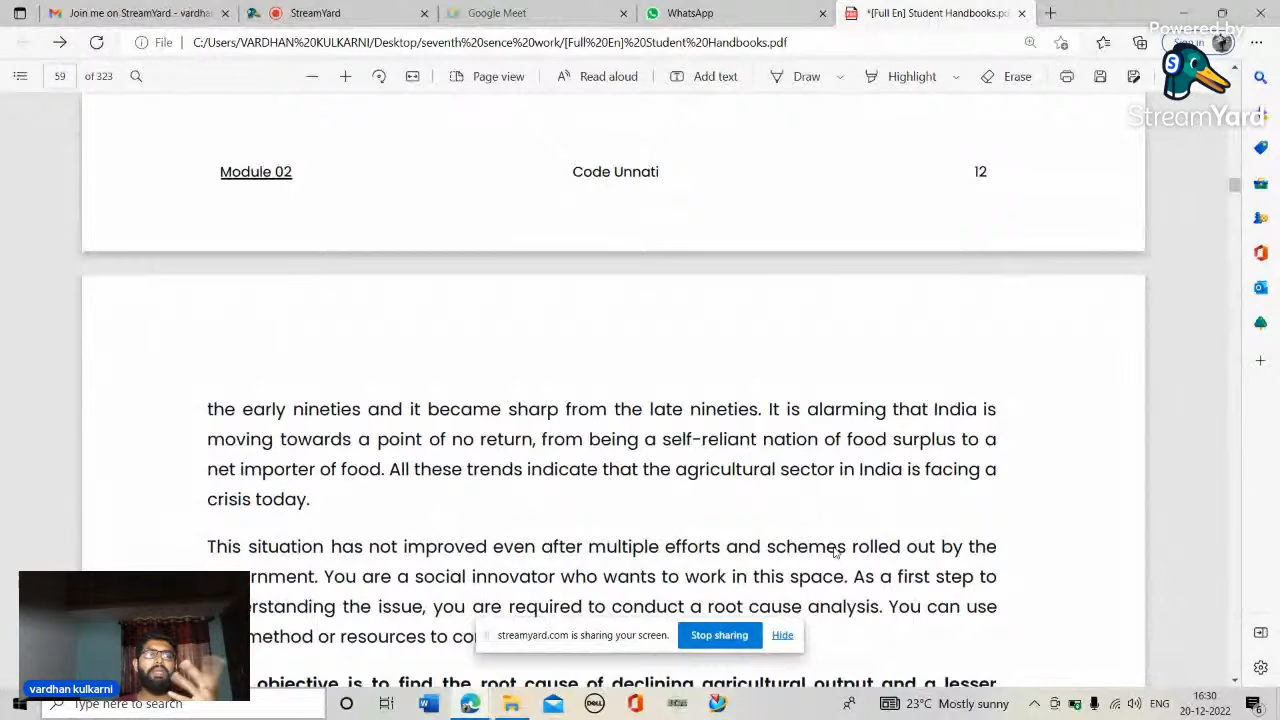 Join me on StreamYard - vardha
StreamYard
Google Meet
WhatsApp
*[Full En] Student Handbooks.pd
File
C:/Users/VARDHAN%20KULKARNI/Desktop/seventh
0work/[Full%20En]%20Student%20Handbooks.pdf
Sign in
Powered by
StreamYard
59
of 323
Page view
Read aloud
Add text
Draw
Highlight
Erase
Module 02
Code Unnati
12
the early nineties and it became sharp from the late nineties. It is alarming that India is
moving towards a point of no return, from being a self-reliant nation of food surplus to a
net importer of food. All these trends indicate that the agricultural sector in India is facing a
crisis today.
This situation has not improved even after multiple efforts and schemes rolled out by the
ernment. You are a social innovator who wants to work in this space. As a first step to
erstanding the issue, you are required to conduct a root cause analysis. You can use
method or resources to co
streamyard.com is sharing your screen.
Stop sharing
Hide
objective is to find the root cause of declining agricultural output and a lesser
vardhan kulkarni
Type here to search
23°C Mostly sunny
16:30
20-12-2022